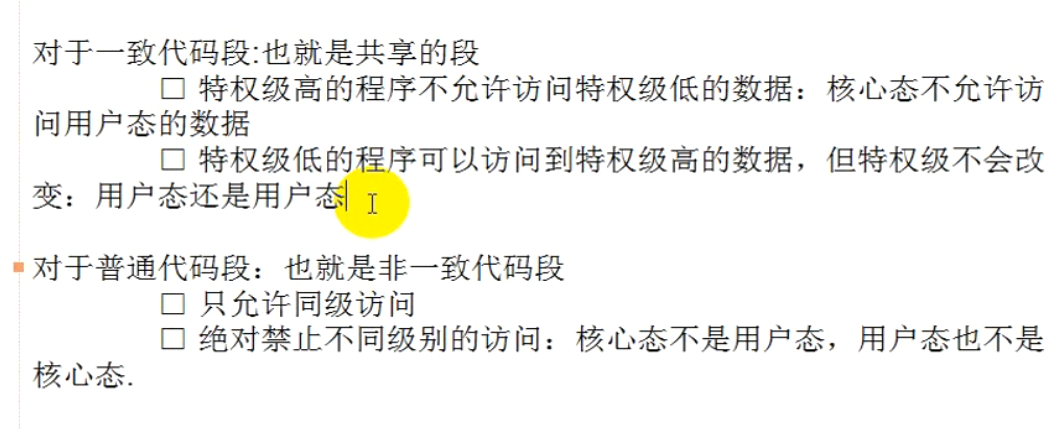 对于一致代码段:也就是共享的段
□ 特权级高的程序不允许访问特权级低的数据：核心态不允许访
问用户态的数据
□ 特权级低的程序可以访问到特权级高的数据，但特权级不会改
变：用户态还是用户态
对于普通代码段：也就是非一致代码段
□ 只允许同级访问
□ 绝对禁止不同级别的访问：核心态不是用户态，用户态也不是
核心态.